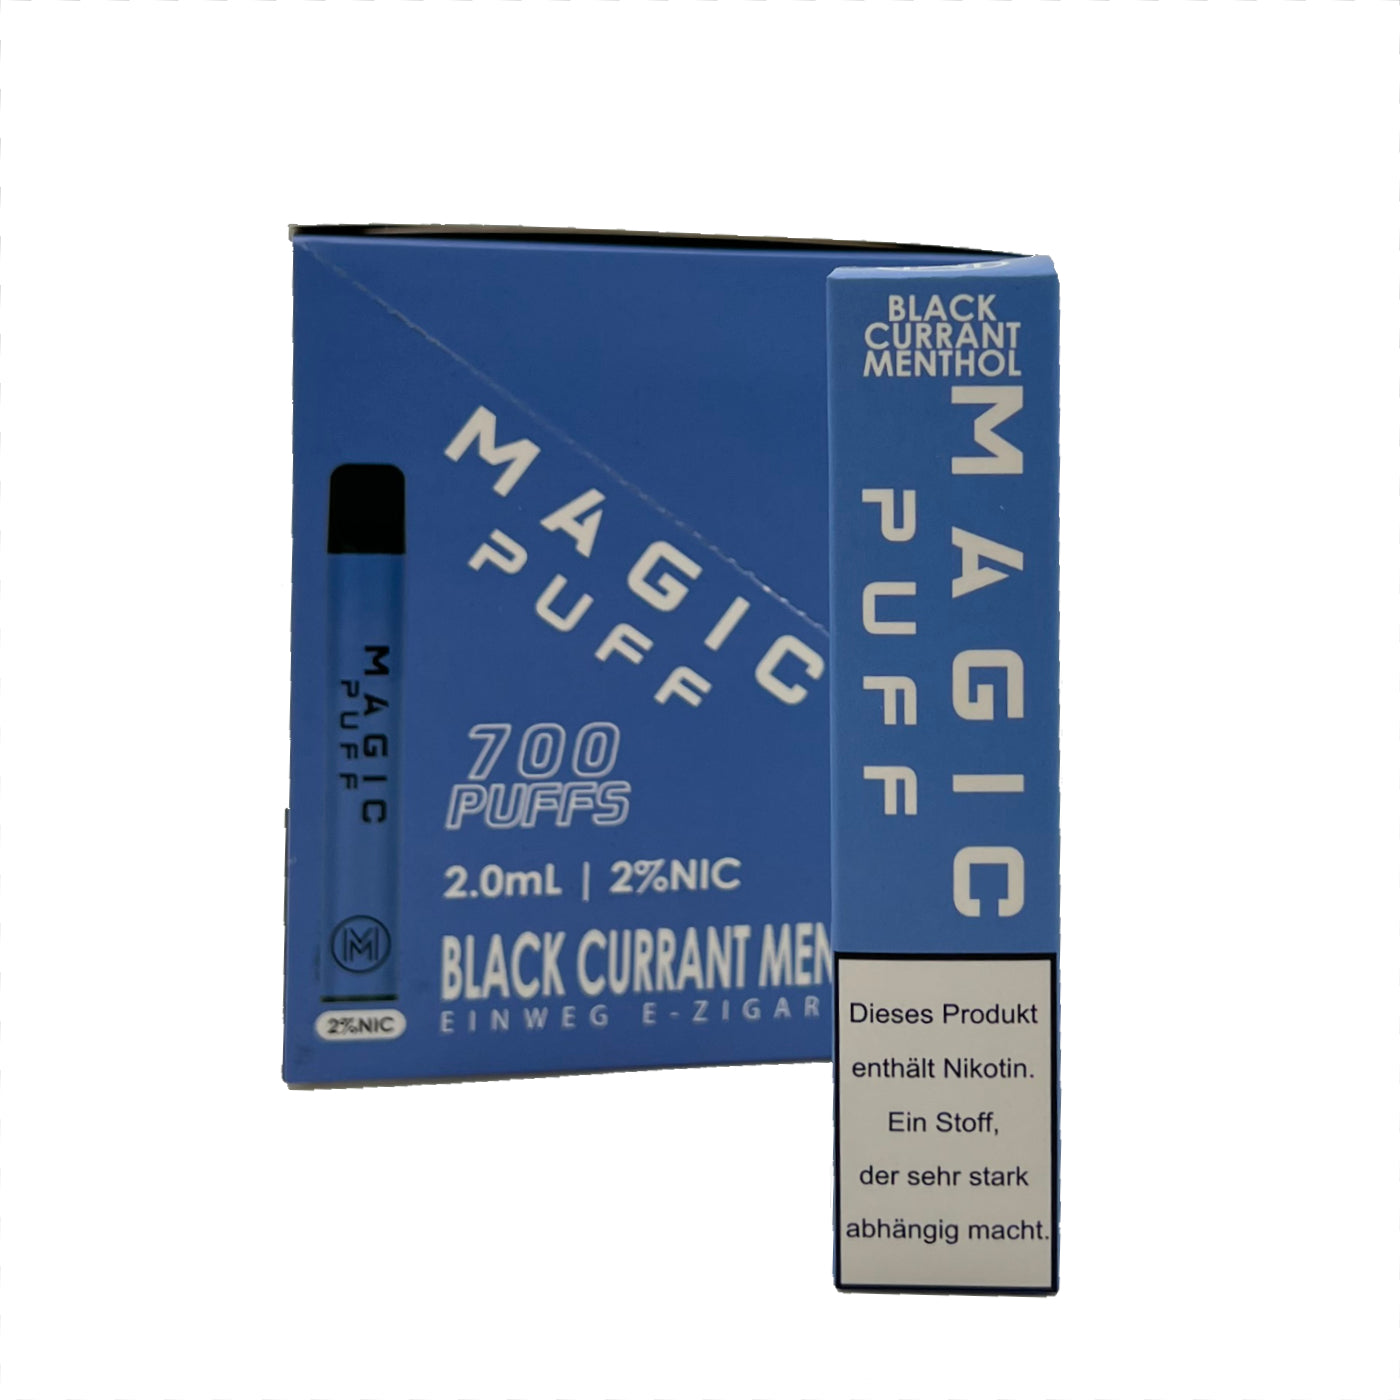 MAGIC
PUFF
700
PUFFS
2.0mL | 2%NIC
BLACK CURRANT MEN
EINWEG E-ZIGAR
MAGIC
PUFF
M
2%NIC
BLACK
CURRANT
MENTHOL
MAGIC
PUFF
Dieses Produkt
enthält Nikotin.
Ein Stoff,
der sehr stark
abhängig macht.